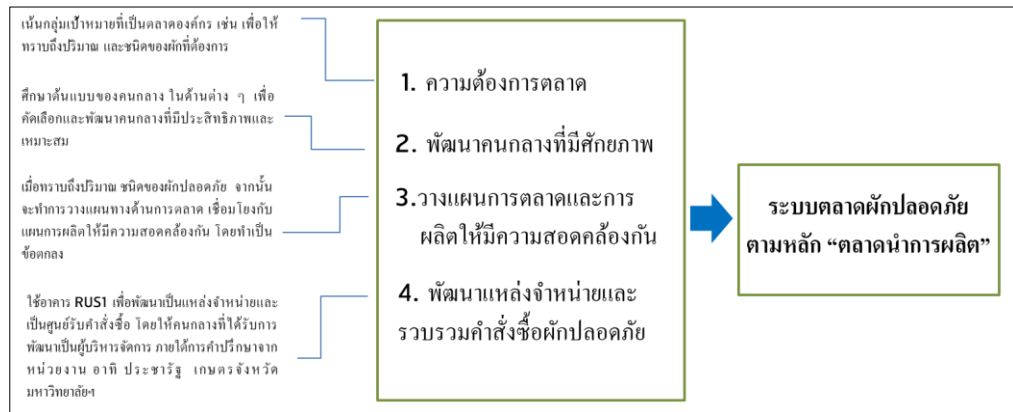 เน้นกลุ่มเป้าหมายที่เป็นตลาดองค์กร เช่น เพื่อให้
ทราบถึงปริมาณ และชนิดของผักที่ต้องการ
ศึกษาต้นแบบของคนกลาง ในด้านต่าง ๆ เพื่อ
คัดเลือกและพัฒนาคนกลางที่มีประสิทธิภาพและ
เหมาะสม
เมื่อทราบถึงปริมาณ ชนิดของผักปลอดภัย จากนั้น
จะทำการวางแผนทางด้านการตลาด เชื่อมโยงกับ
แผนการผลิตให้มีความสอดคล้องกัน โดยทำเป็น
ข้อตกลง
ใช้อาคาร RUS1 เพื่อพัฒนาเป็นแหล่งจำหน่ายและ
เป็นศูนย์รับคำสั่งซื้อ โดยให้คนกลางที่ได้รับการ
พัฒนาเป็นผู้บริหารจัดการ ภายใต้การคำปรึกษาจาก
หน่วยงาน อาทิ ประชารัฐ เกษตรจังหวัด
มหาวิทยาลัยฯ
1. ความต้องการตลาด
2. พัฒนาคนกลางที่มีศักยภาพ
3.วางแผนการตลาดและการ
ผลิตให้มีความสอดคล้องกัน
4. พัฒนาแหล่งจำหน่ายและ
รวบรวมคำสั่งซื้อผักปลอดภัย
ระบบตลาดผักปลอดภัย
ตามหลัก “ตลาดนำการผลิต”